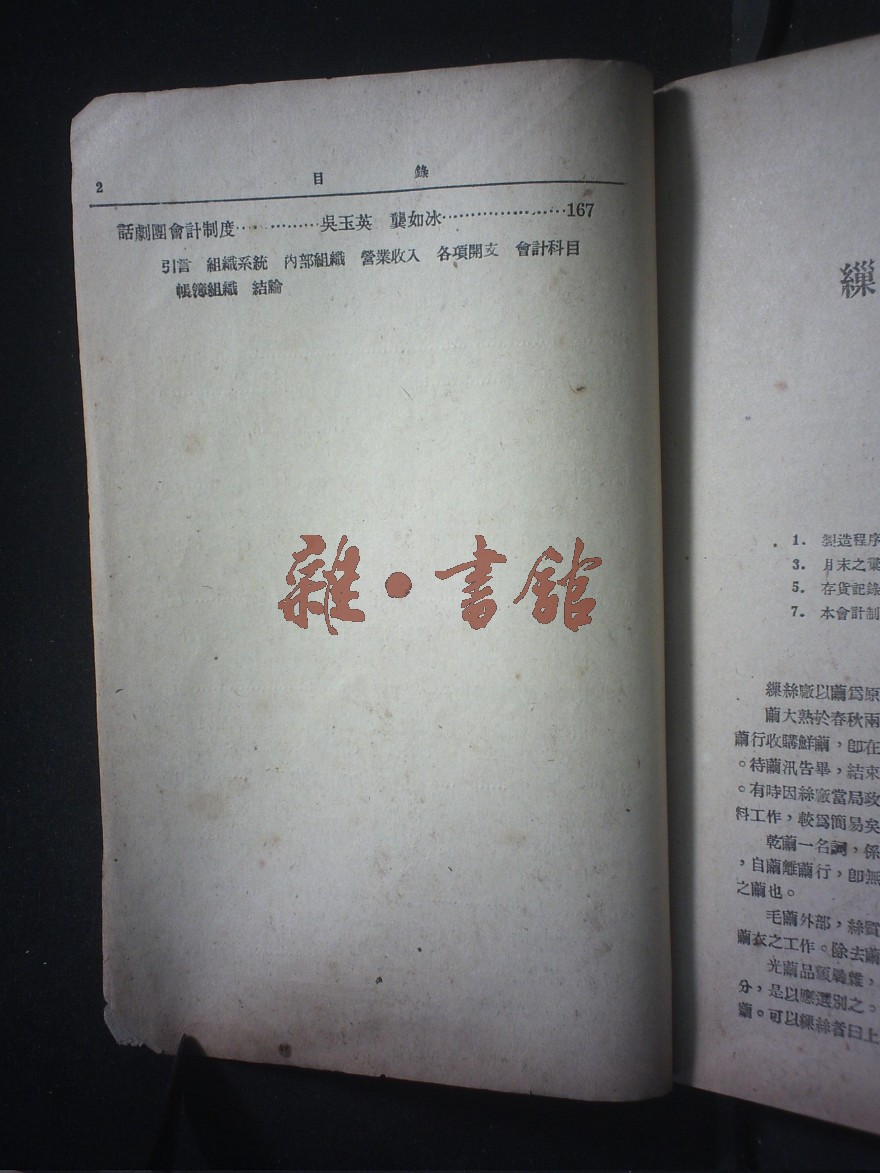 2 目 錄
話劇團會計制度··············吳玉英 龔如冰······················167
引言 組織系統 內部組織 營業收入 各項開支 會計科目
帳簿組織 結論
雜•書館
繅
1. 製造程序
3. 月末之
5. 存貨記錄
7. 本會計制
繅絲廠以繭爲原
繭大熟於春秋兩
繭行收購鮮繭，卽在
。待繭汛告畢，結束
。有時因絲廠當局政
料工作，較爲簡易矣
乾繭一名詞，係
，自繭離繭行，卽無
之繭也。
毛繭外部，絲質
繭衣之工作。除去繭
光繭品類雜，
分，是以應選別之。
繭。可以繅絲者曰上